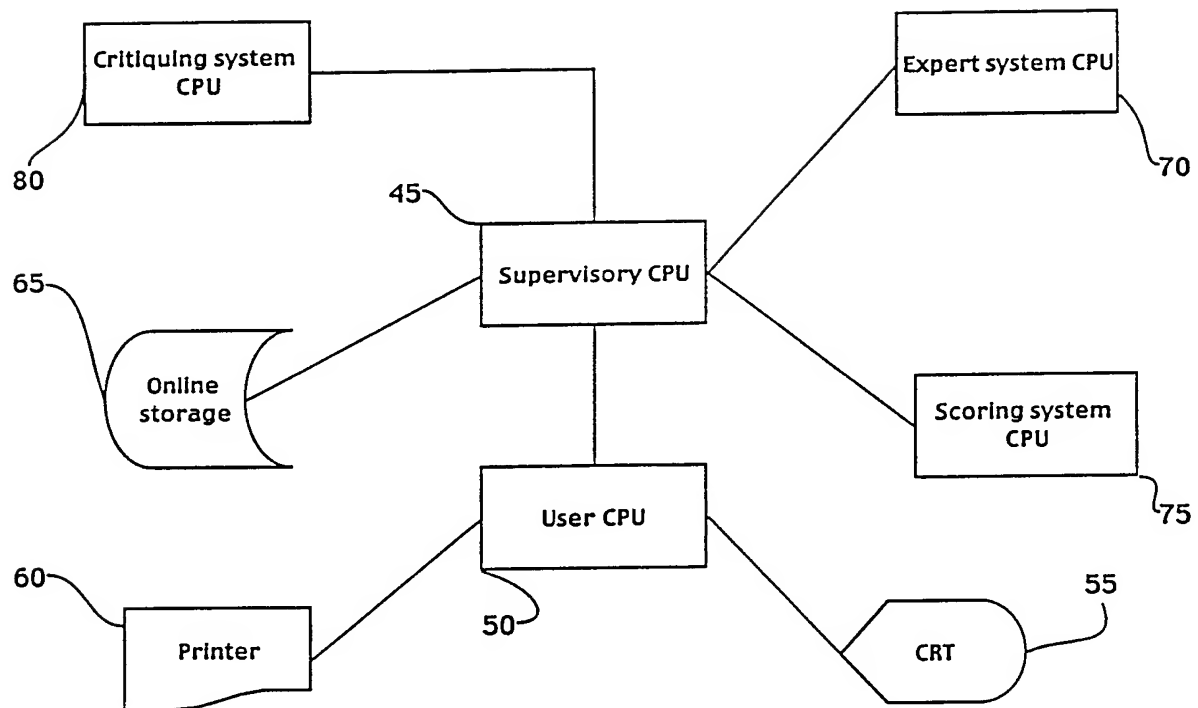 Critiquing system
CPU
Expert system CPU
80
70
45
Supervisory CPU
65
Online
storage
Scoring system
CPU
75
User CPU
60
50
55
Printer
CRT